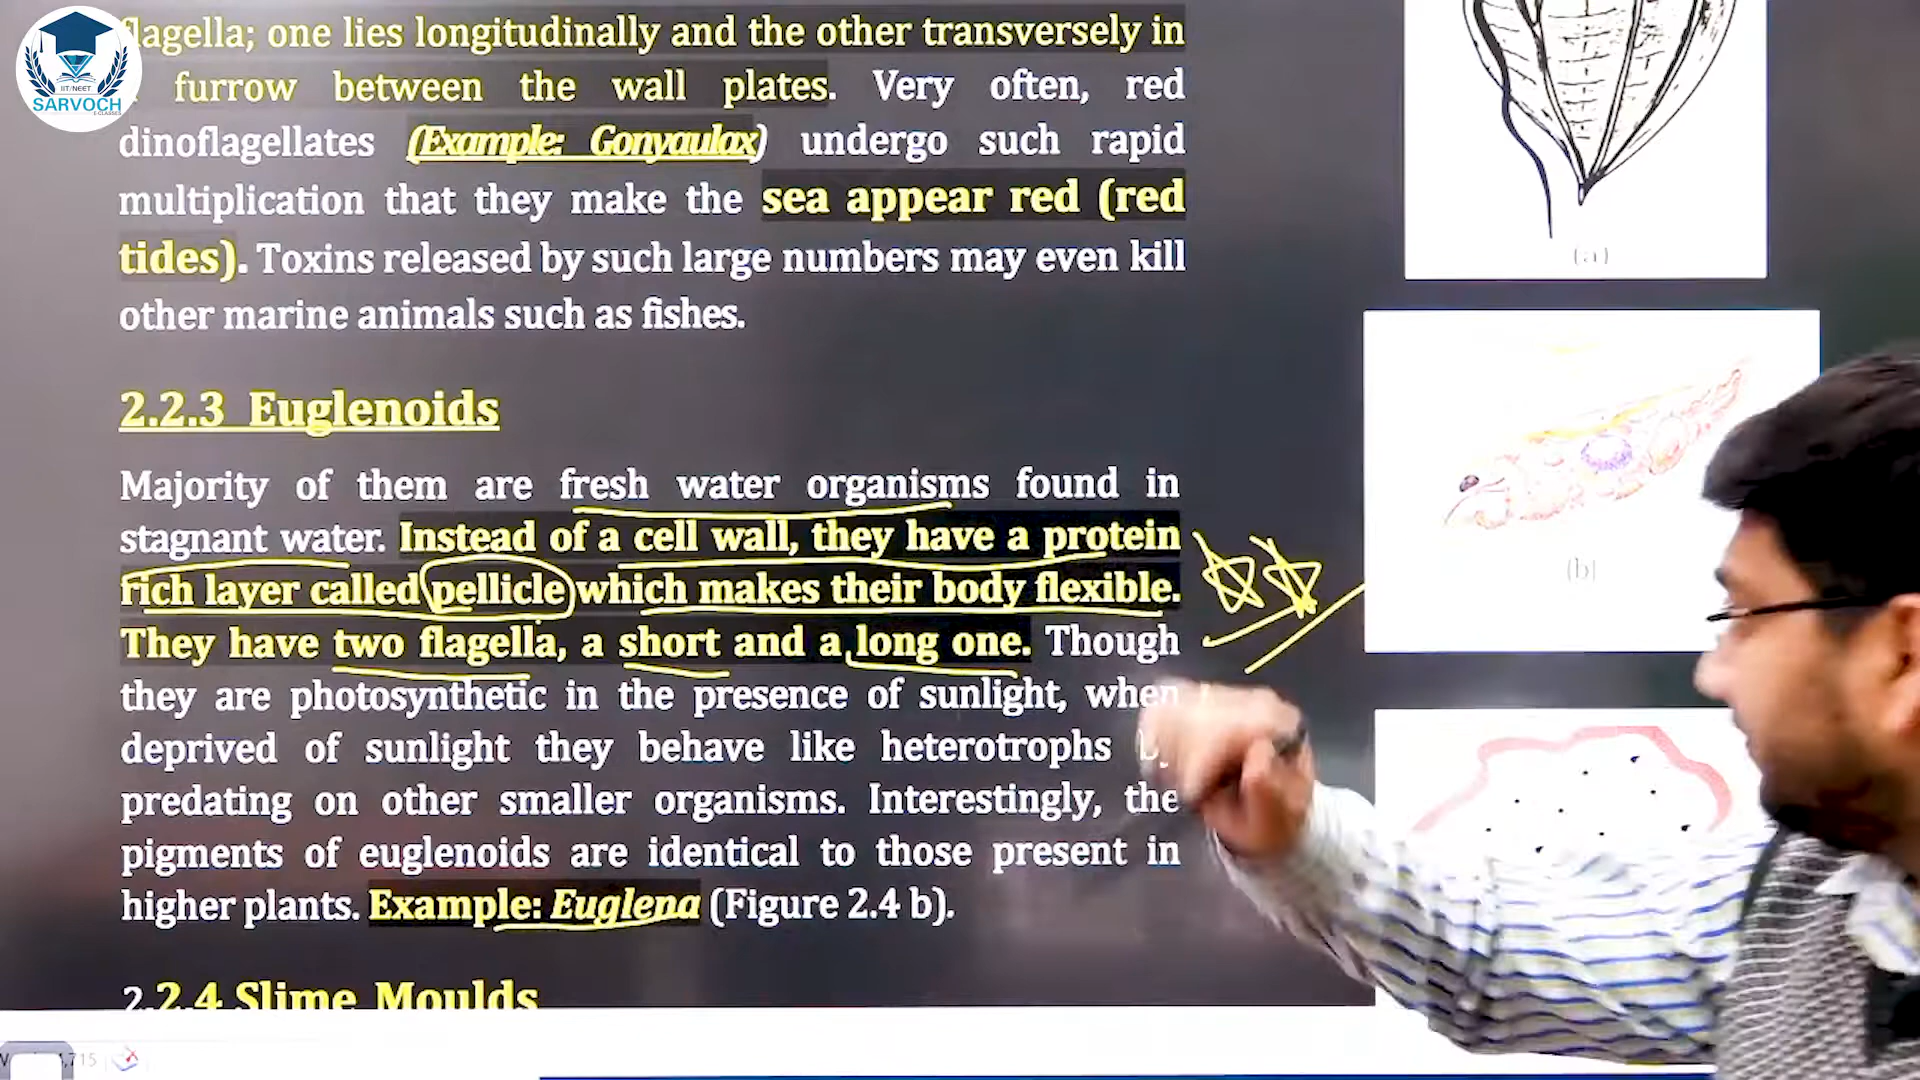 flagella; one lies longitudinally and the other transversely in
furrow between the wall plates. Very often, red
dinoflagellates (Example: Gonyaulax) undergo such rapid
multiplication that they make the sea appear red (red
tides). Toxins released by such large numbers may even kill
other marine animals such as fishes.
2.2.3 Euglenoids
Majority of them are fresh water organisms found in
stagnant water. Instead of a cell wall, they have a protein
rich layer called pellicle which makes their body flexible.
They have two flagella, a short and a long one. Though
they are photosynthetic in the presence of sunlight, when
deprived of sunlight they behave like heterotrophs
predating on other smaller organisms. Interestingly, the
pigments of euglenoids are identical to those present in
higher plants. Example: Euglena (Figure 2.4 b).
2.2.4 Slime Moulds
IIT/NEET
SARVOCH
E-CLASSES
(a)
(b)